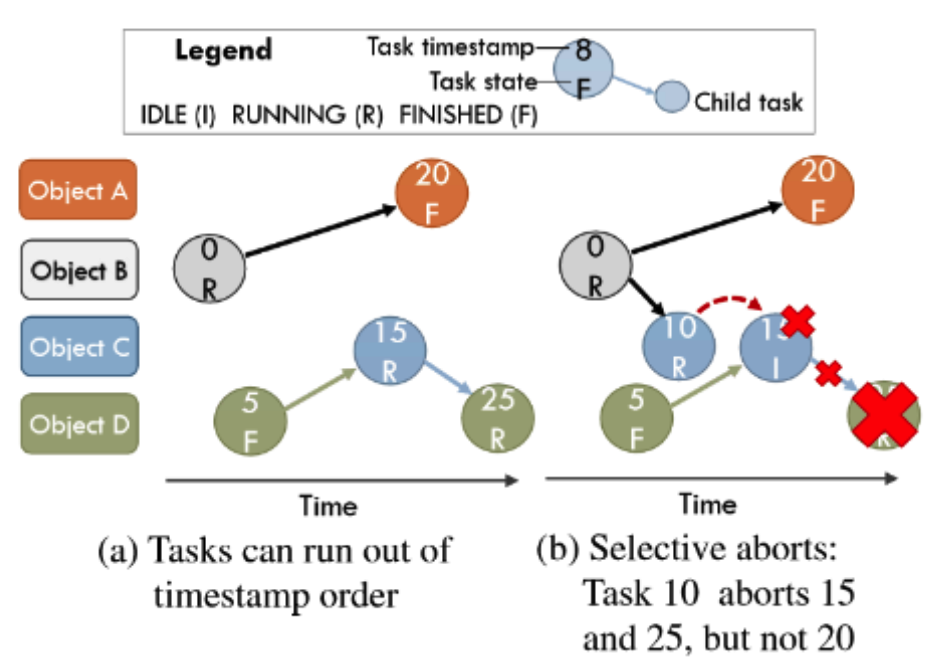 Legend
Task timestamp
8
Task state
F
Child task
IDLE (I) RUNNING (R) FINISHED (F)
Object A
Object B
Object C
Object D
20
F
0
R
15
R
5
F
25
R
Time
(a) Tasks can run out of
timestamp order
20
F
0
R
10
R
I
5
F
R
Time
(b) Selective aborts:
Task 10 aborts 15
and 25, but not 20